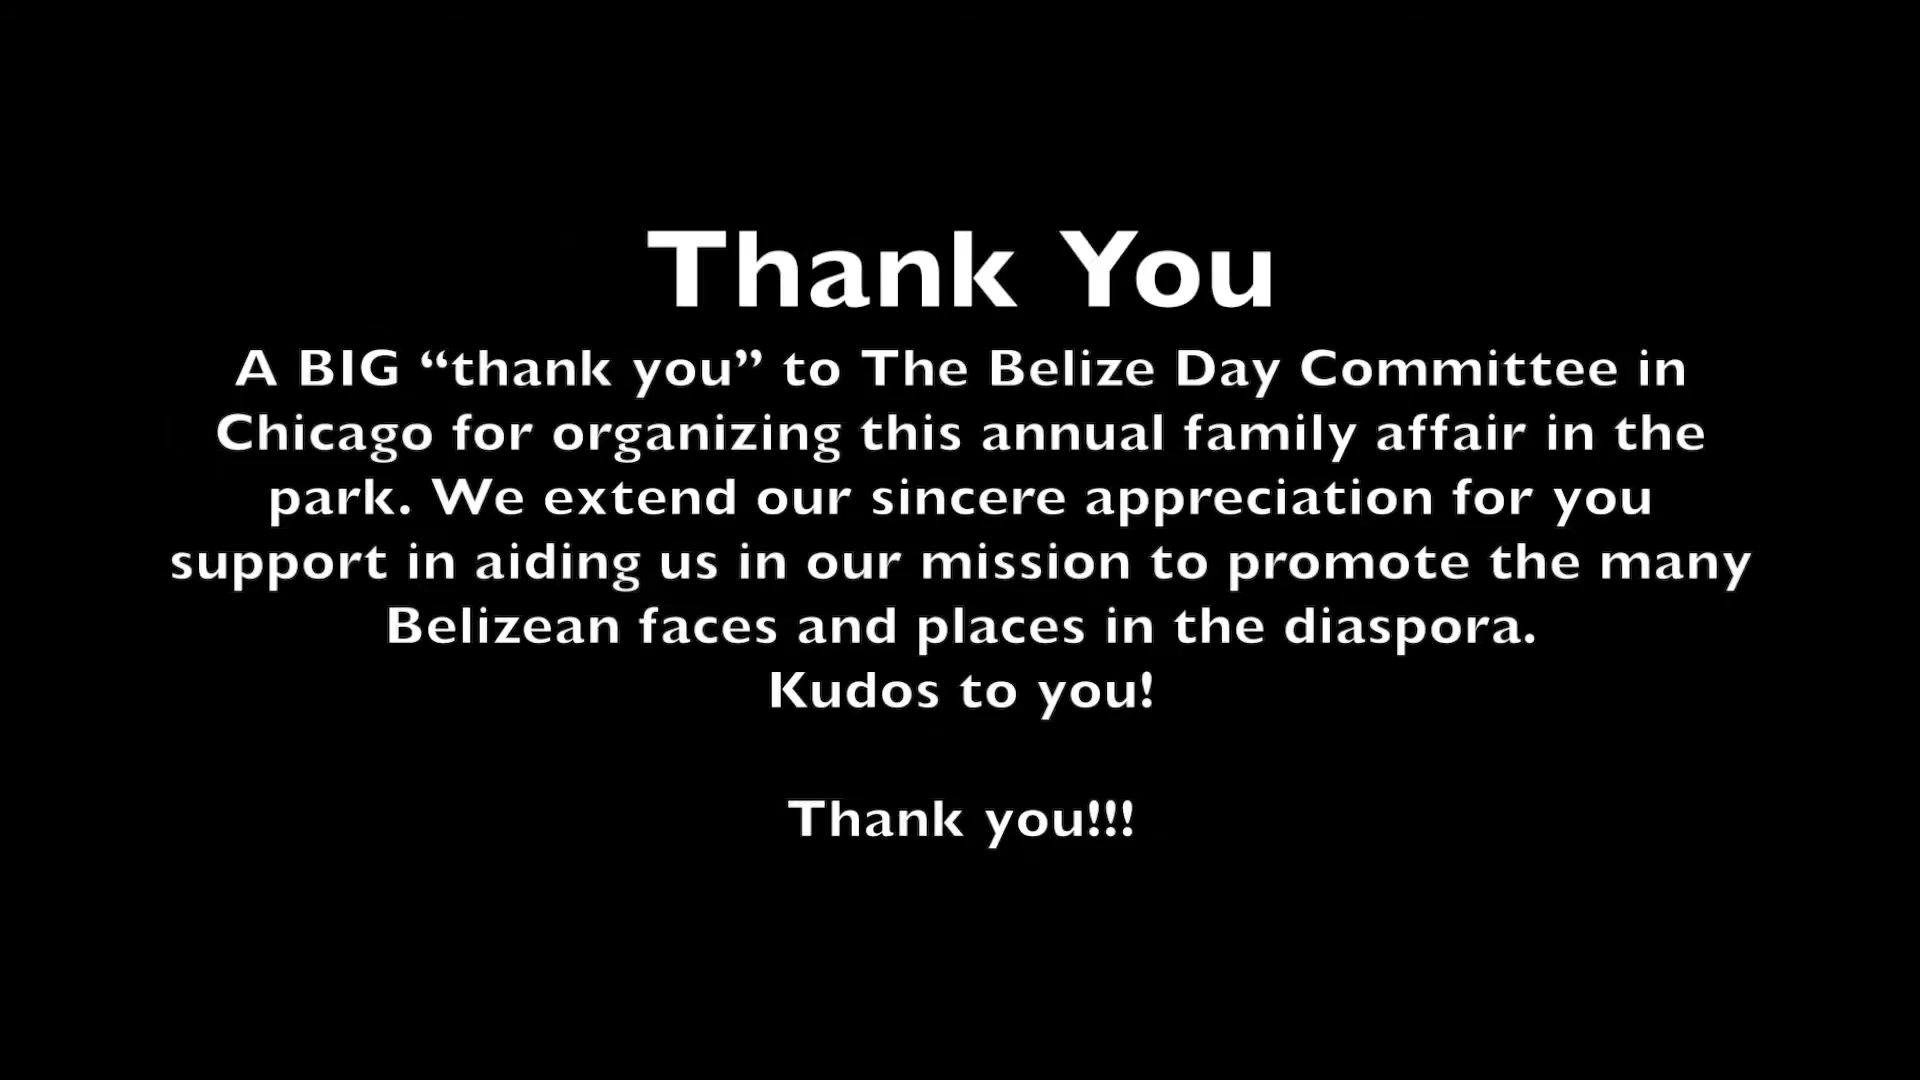 Thank You
A BIG “thank you” to The Belize Day Committee in
Chicago for organizing this annual family affair in the
park. We extend our sincere appreciation for you
support in aiding us in our mission to promote the many
Belizean faces and places in the diaspora.
Kudos to you!
Thank you!!!